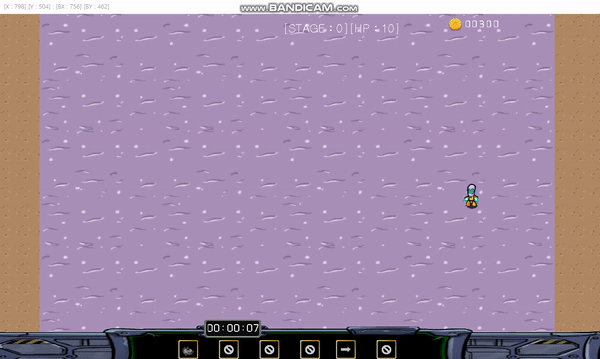 [X : 798] [Y : 504] : [BX : 756] [BY : 462]
www.BANDICAM.com
[STAGE : 0][HP : 10]
00300
00:00:07